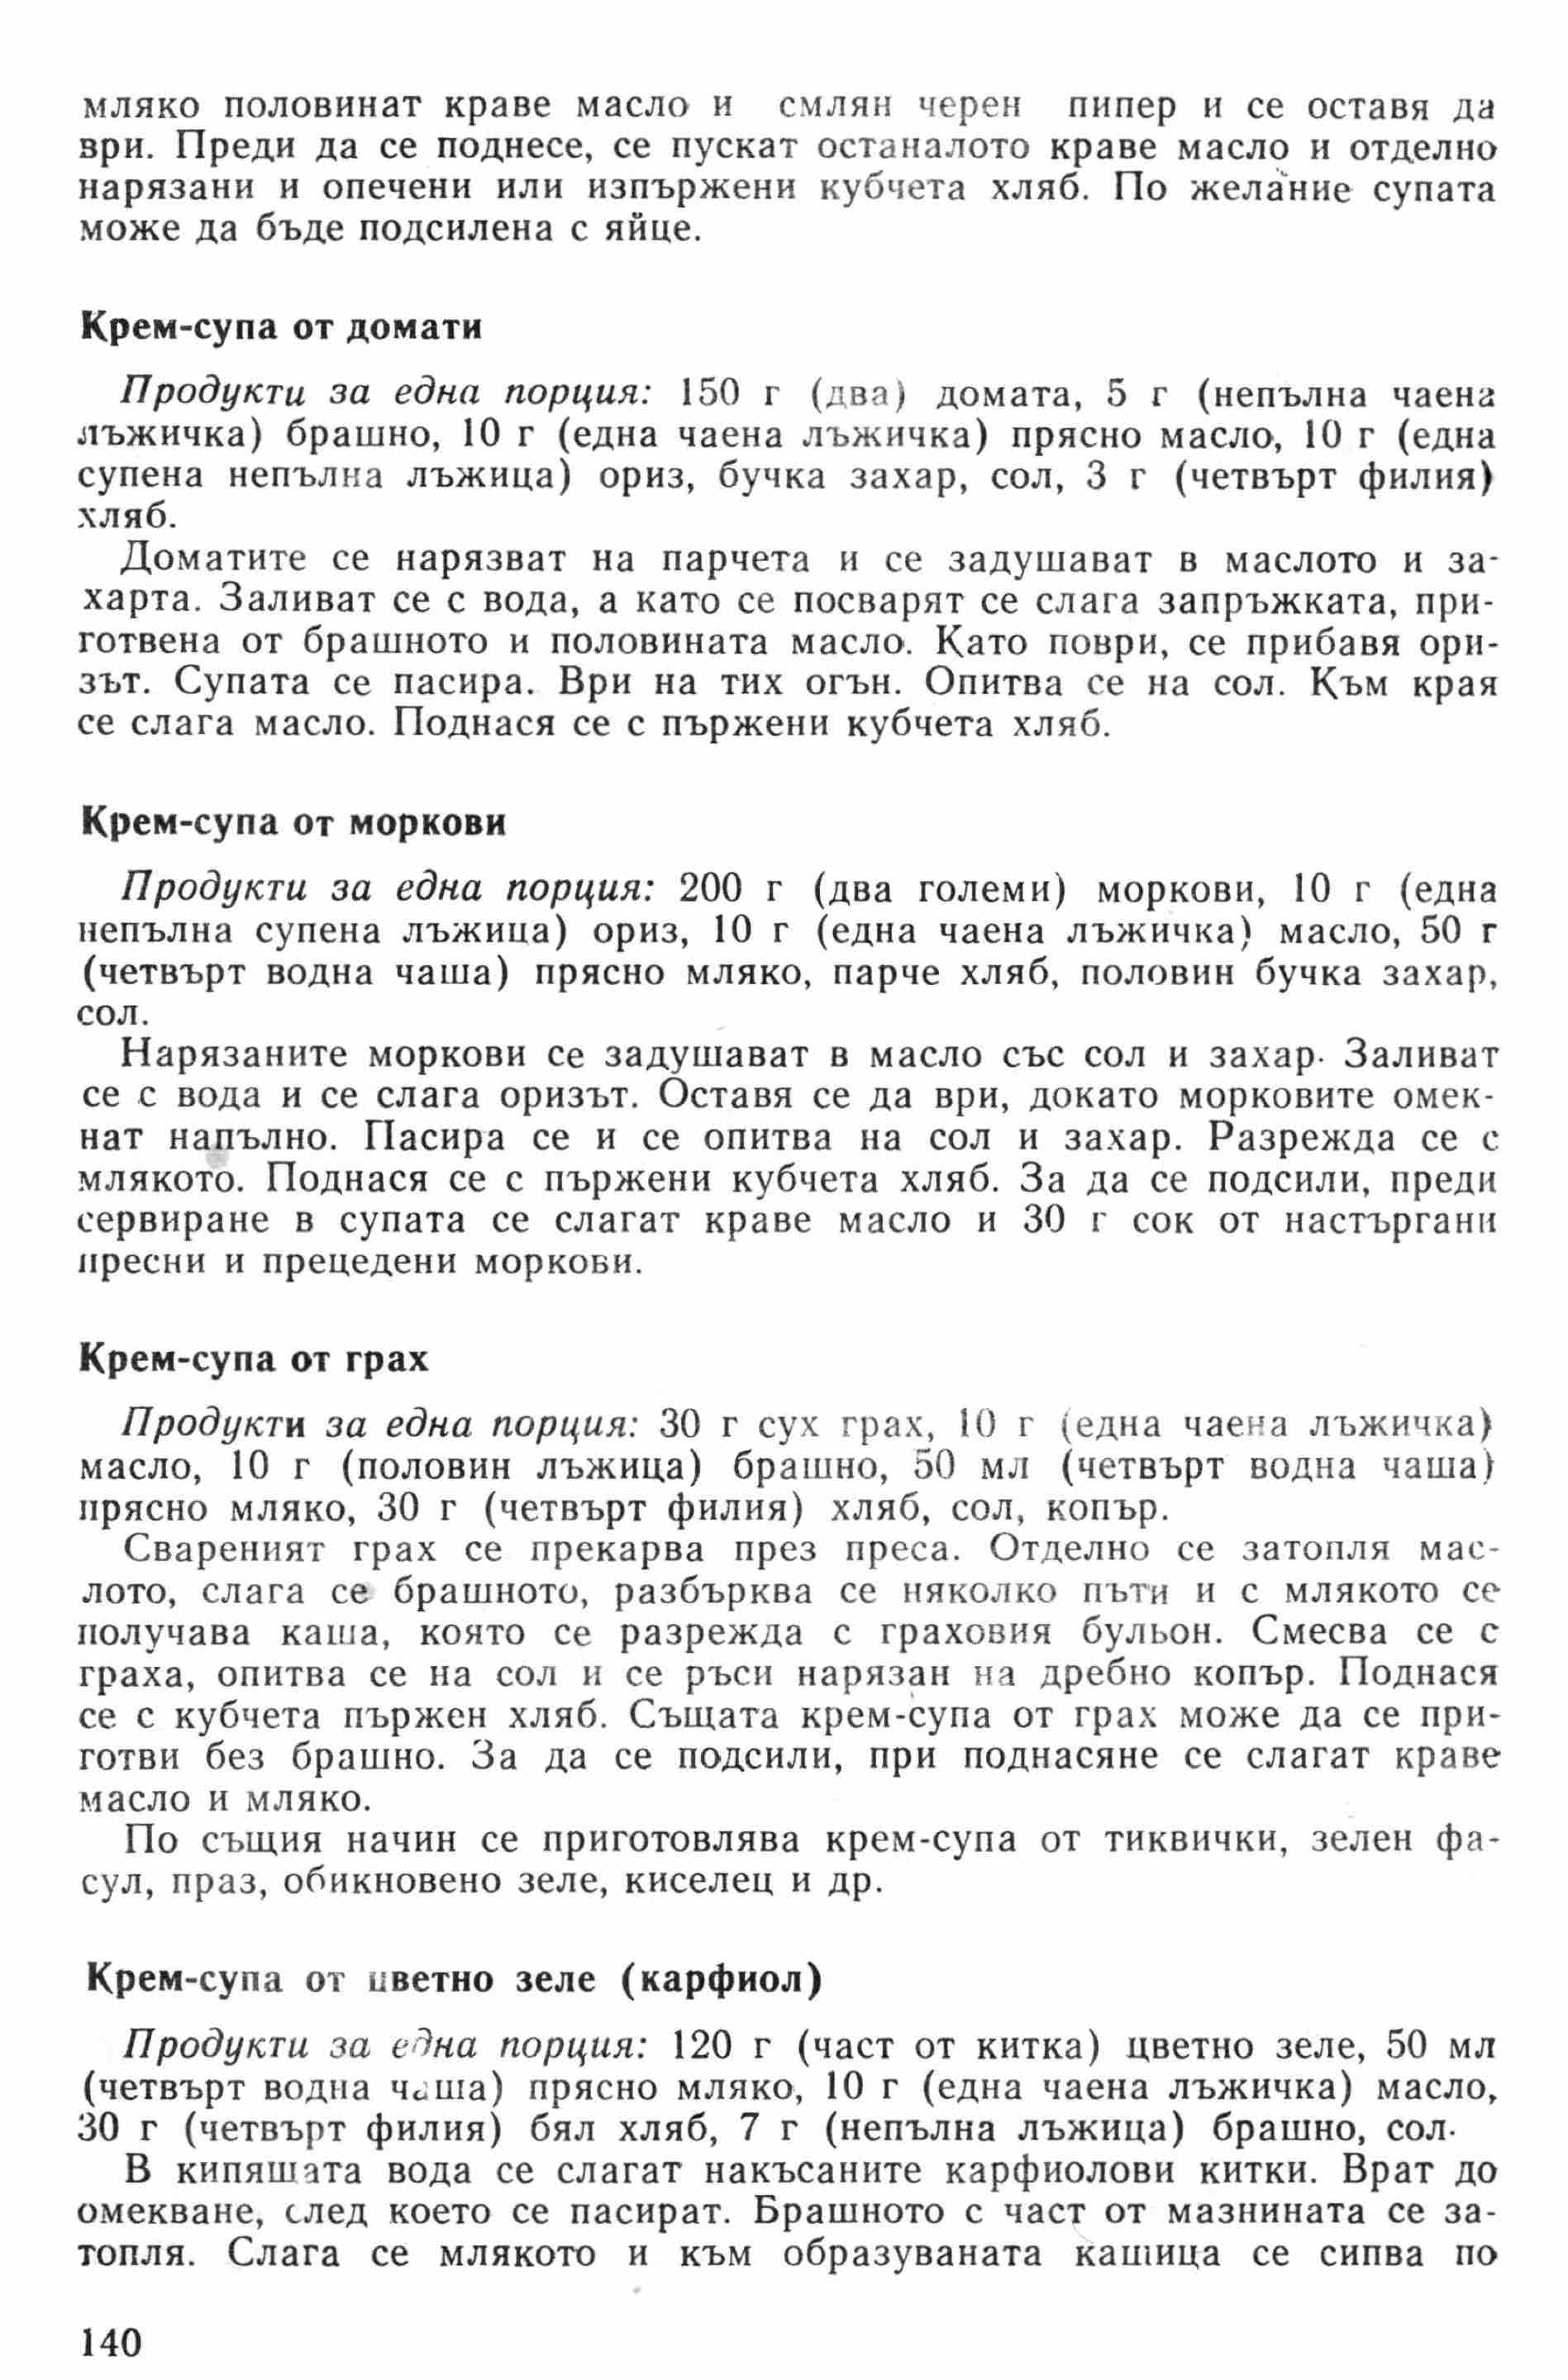 мляко половинат краве масло и смлян черен пипер и се оставя да
ври. Преди да се поднесе, се пускат останалото краве масло и отделно
нарязани и опечени или изпържени кубчета хляб. По желание супата
може да бъде подсилена с яйце.
Крем-супа от домати
Продукти за една порция: 150 г (два) домата, 5 г (непълна чаена
лъжичка) брашно, 10 г (една чаена лъжичка) прясно масло, 10 г (една
супена непълна лъжица) ориз, бучка захар, сол, 3 г (четвърт филия)
хляб.
Доматите се нарязват на парчета и се задушават в маслото и за-
харта. Заливат се с вода, а като се посварят се слага запръжката, при-
готвена от брашното и половината масло. Като поври, се прибавя ори-
зът. Супата се пасира. Ври на тих огън. Опитва се на сол. Към края
се слага масло. Поднася се с пържени кубчета хляб.
Крем-супа от моркови
Продукти за една порция: 200 г (два големи) моркови, 10 г (една
непълна супена лъжица) ориз, 10 г (една чаена лъжичка) масло, 50 г
(четвърт водна чаша) прясно мляко, парче хляб, половин бучка захар,
сол.
Нарязаните моркови се задушават в масло със сол и захар. Заливат
се с вода и се слага оризът. Оставя се да ври, докато морковите омек-
нат напълно. Пасира се и се опитва на сол и захар. Разрежда се с
млякото. Поднася се с пържени кубчета хляб. За да се подсили, преди
сервиране в супата се слагат краве масло и 30 г сок от настъргани
пресни и прецедени моркови.
Крем-супа от грах
Продукти за една порция: 30 г сух грах, 10 г (една чаена лъжичка)
масло, 10 г (половин лъжица) брашно, 50 мл (четвърт водна чаша)
прясно мляко, 30 г (четвърт филия) хляб, сол, копър.
Свареният грах се прекарва през преса. Отделно се затопля мас-
лото, слага се брашното, разбърква се няколко пъти и с млякото се
получава каша, която се разрежда с граховия бульон. Смесва се с
граха, опитва се на сол и се ръси нарязан на дребно копър. Поднася
се с кубчета пържен хляб. Същата крем-супа от грах може да се при-
готви без брашно. За да се подсили, при поднасяне се слагат краве
масло и мляко.
По същия начин се приготовлява крем-супа от тиквички, зелен фа-
сул, праз, обикновено зеле, киселец и др.
Крем-супа от цветно зеле (карфиол)
Продукти за една порция: 120 г (част от китка) цветно зеле, 50 мл
(четвърт водна чаша) прясно мляко, 10 г (една чаена лъжичка) масло,
30 г (четвърт филия) бял хляб, 7 г (непълна лъжица) брашно, сол.
В кипящата вода се слагат накъсаните карфиолови китки. Врат до
омекване, след което се пасират. Брашното с част от мазнината се за-
топля. Слага се млякото и към образуваната кашица се сипва по
140